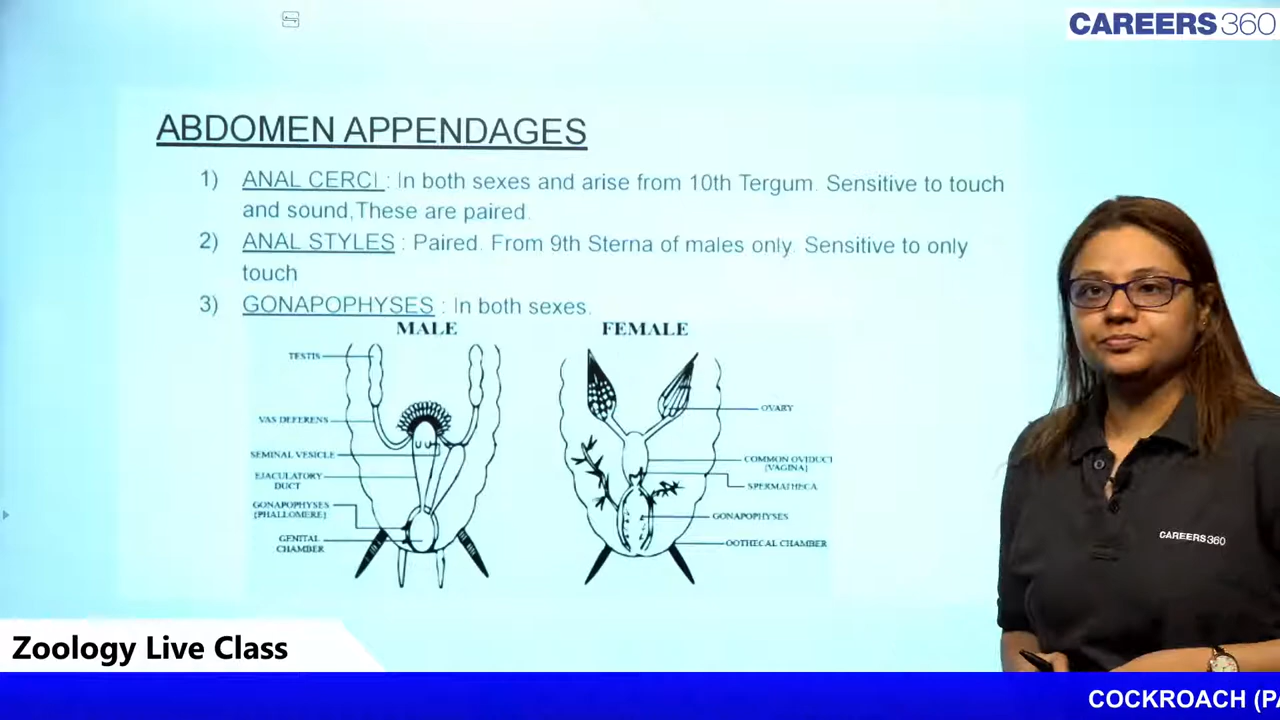 CAREERS360
ABDOMEN APPENDAGES
1) ANAL CERCI : In both sexes and arise from 10th Tergum. Sensitive to touch
and sound,These are paired.
2) ANAL STYLES : Paired. From 9th Sterna of males only. Sensitive to only
touch
3) GONAPOPHYSES : In both sexes.
MALE
FEMALE
TESTIS
VAS DEFERENS
SEMINAL VESICLE
EJACULATORY
DUCT
GONAPOPHYSES
[PHALLOMERE]
GENITAL
CHAMBER
OVARY
COMMON OVIDUCT
[VAGINA]
SPERMATHECA
GONAPOPHYSES
OOTHECAL CHAMBER
CAREERS360
Zoology Live Class
COCKROACH (PA